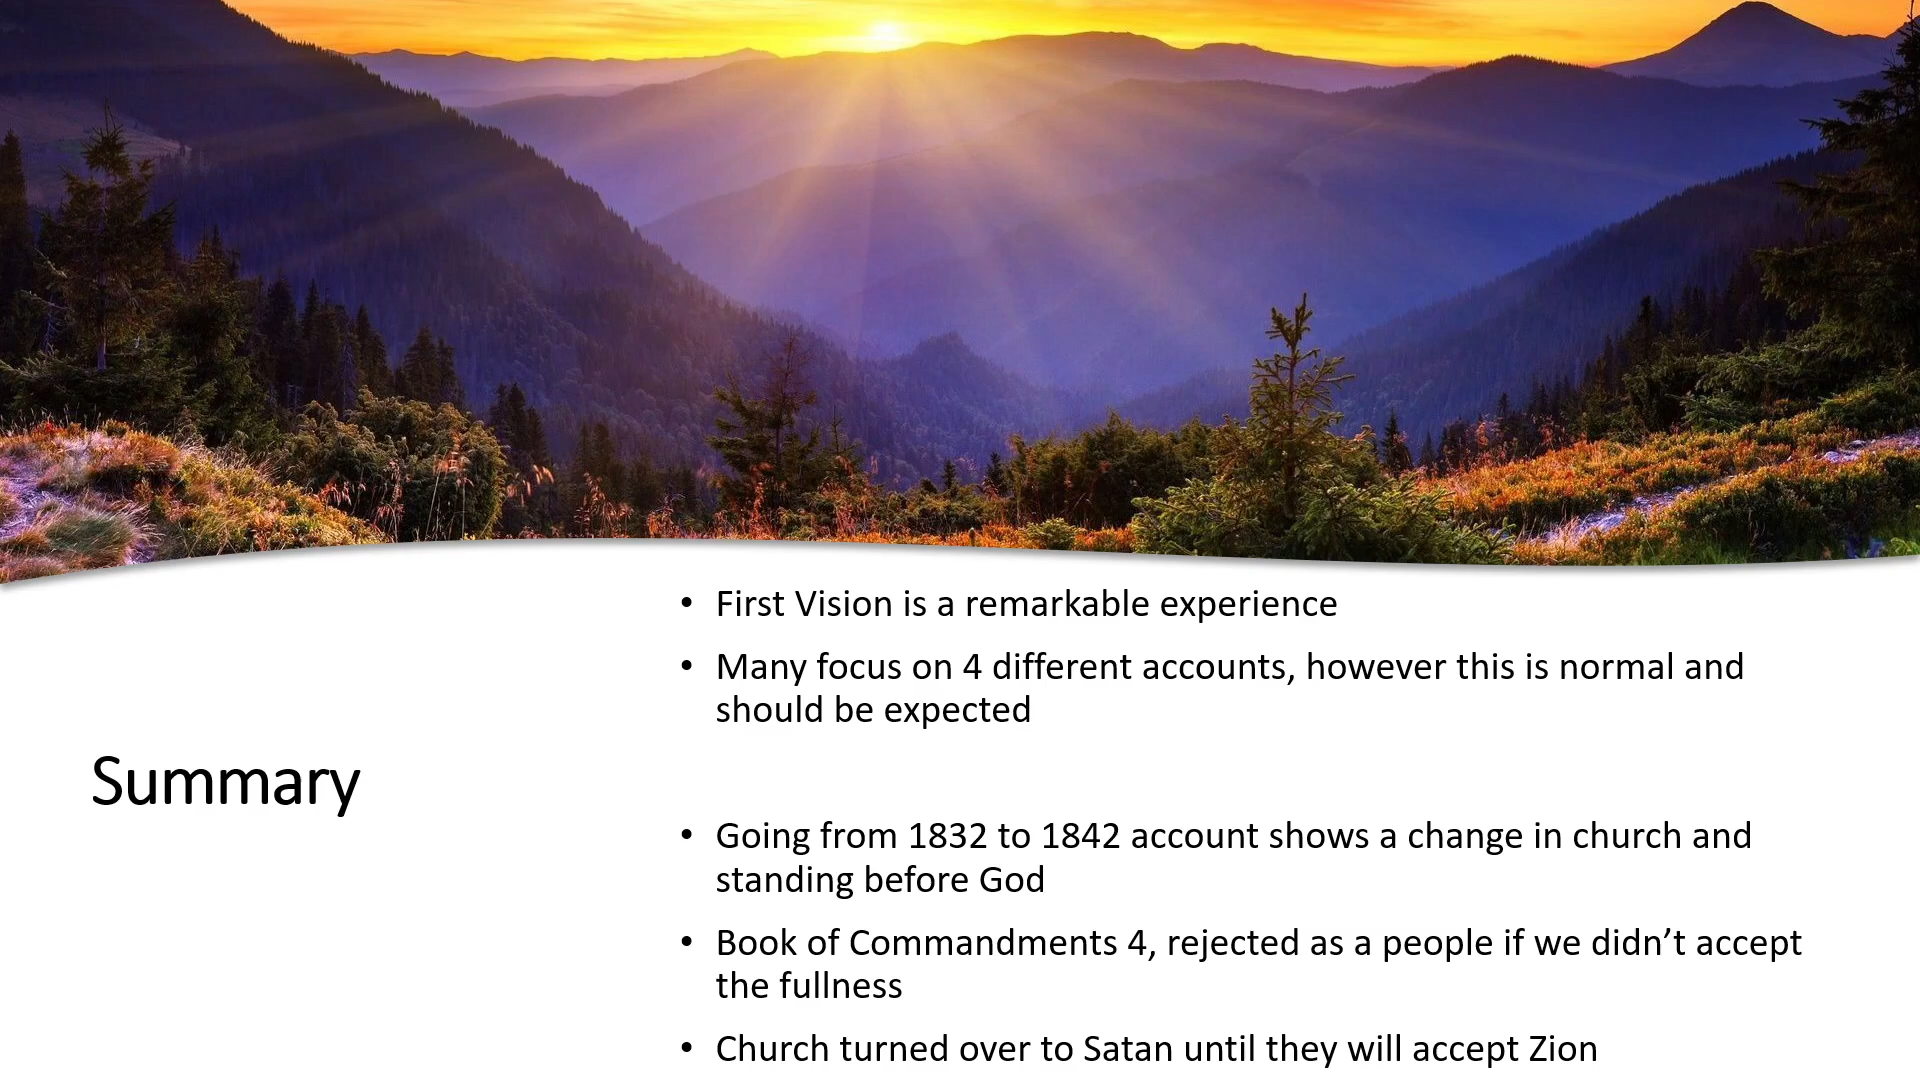 Summary
• First Vision is a remarkable experience
• Many focus on 4 different accounts, however this is normal and
should be expected
• Going from 1832 to 1842 account shows a change in church and
standing before God
• Book of Commandments 4, rejected as a people if we didn’t accept
the fullness
• Church turned over to Satan until they will accept Zion